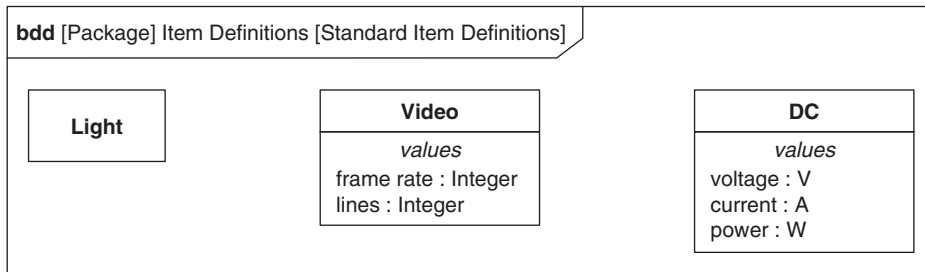 bdd [Package] Item Definitions [Standard Item Definitions]
Light
Video
values
frame rate : Integer
lines : Integer
DC
values
voltage : V
current : A
power : W